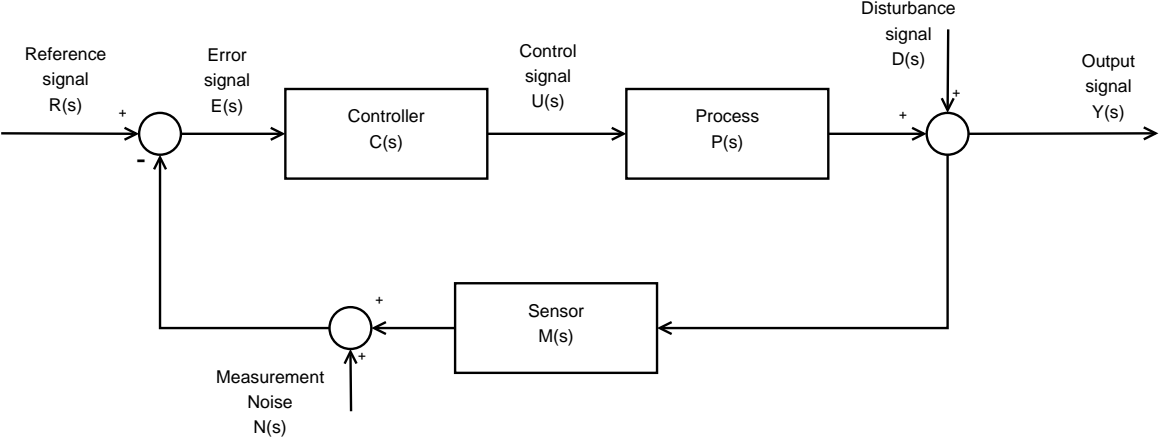 Reference
signal
R(s)
+
-
Error
signal
E(s)
Controller
C(s)
Control
signal
U(s)
Process
P(s)
Disturbance
signal
D(s)
+
+
Output
signal
Y(s)
Sensor
M(s)
+
+
Measurement
Noise
N(s)